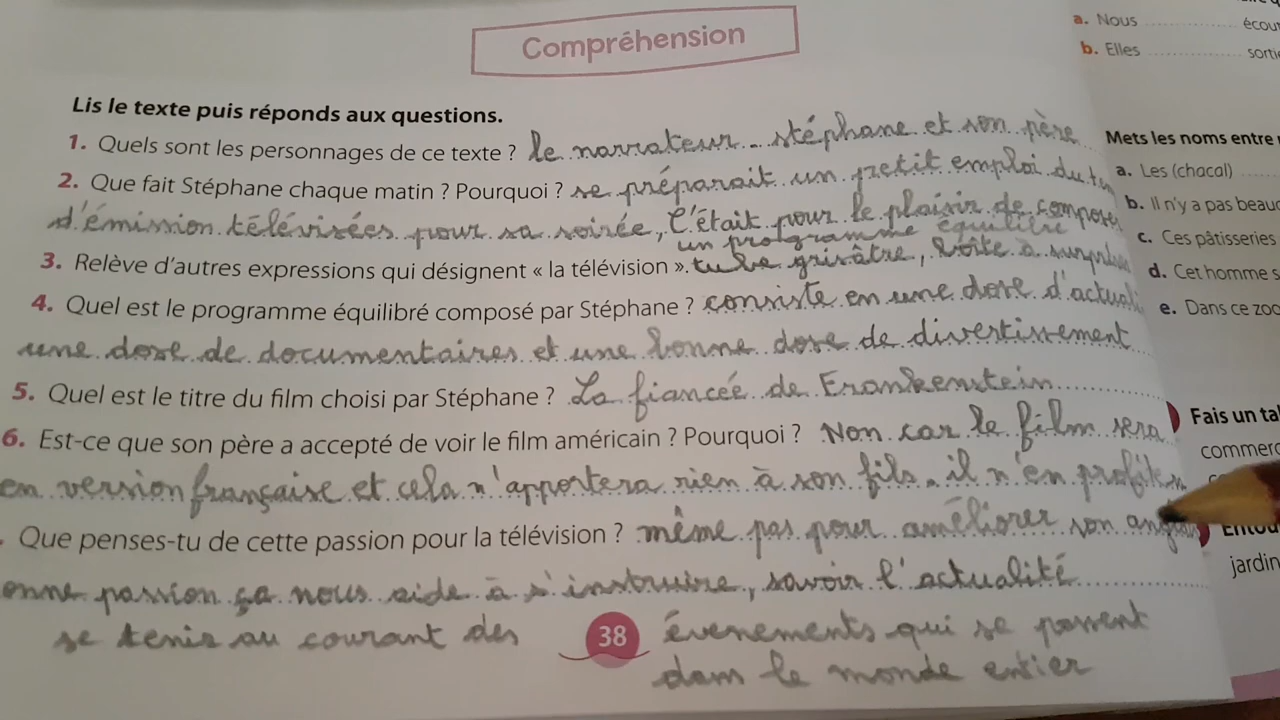 Compréhension
Lis le texte puis réponds aux questions.
1. Quels sont les personnages de ce texte ? le narrateur.. stéphane et son père
2. Que fait Stéphane chaque matin ? Pourquoi ? se préparait un petit emploi du
d'émission télévisées pour sa soirée, C'était pour le plaisir de
un programme équilibré
3. Relève d'autres expressions qui désignent « la télévision ». tube grisâtre, boîte à
4. Quel est le programme équilibré composé par Stéphane ? consiste en une dose d'actuali
une dose de documentaires et une bonne dose de divertissement
5. Quel est le titre du film choisi par Stéphane ? La fiancée de Frankenstein
6. Est-ce que son père a accepté de voir le film américain ? Pourquoi ? Non car le film sera
en version française et cela n'apportera rien à son fils. il n'en
Que penses-tu de cette passion pour la télévision ? même pas pour améliorer son
onne passion ça nous aide à s'instruire, savoir l'actualité
se tenir au courant des 38 évenements qui se passent
dans le monde entier
a. Nous écou
b. Elles sorti
Mets les noms entre
a. Les (chacal)
b. Il n'y a pas beau
c. Ces pâtisseries
d. Cet homme s
e. Dans ce zoo
Fais un ta
commerc
Entou
jardin